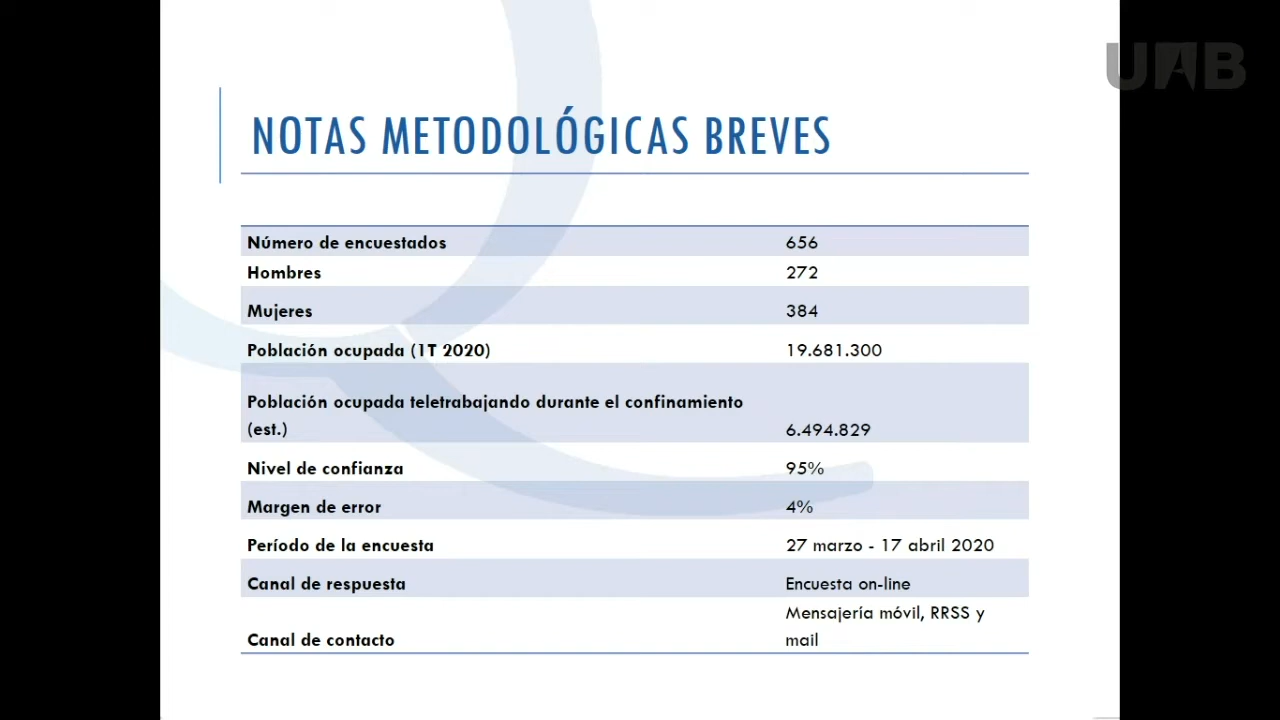 UAB
NOTAS METODOLÓGICAS BREVES
Número de encuestados 656
Hombres 272
Mujeres 384
Población ocupada (1T 2020) 19.681.300
Población ocupada teletrabajando durante el confinamiento
(est.) 6.494.829
Nivel de confianza 95%
Margen de error 4%
Período de la encuesta 27 marzo - 17 abril 2020
Canal de respuesta Encuesta on-line
Mensajería móvil, RRSS y
Canal de contacto mail